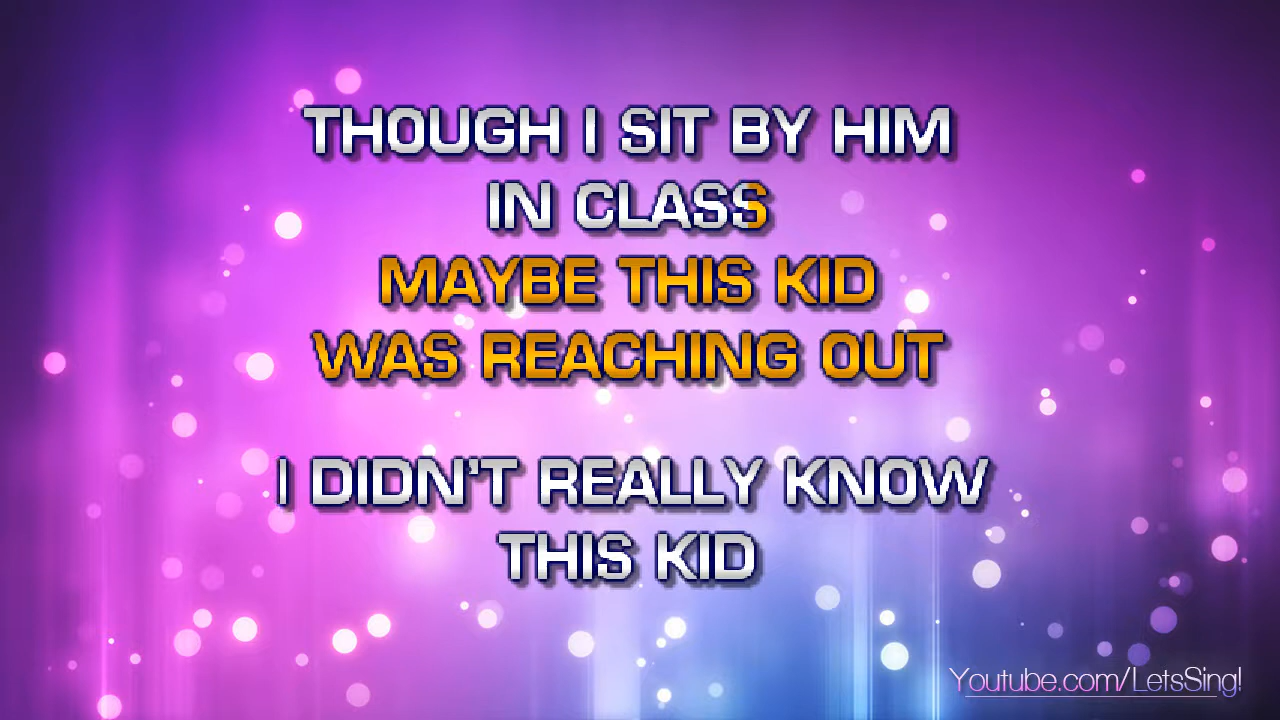 THOUGH I SIT BY HIM
IN CLASS
MAYBE THIS KID
WAS REACHING OUT
I DIDN'T REALLY KNOW
THIS KID
Youtube.com/LetsSing!